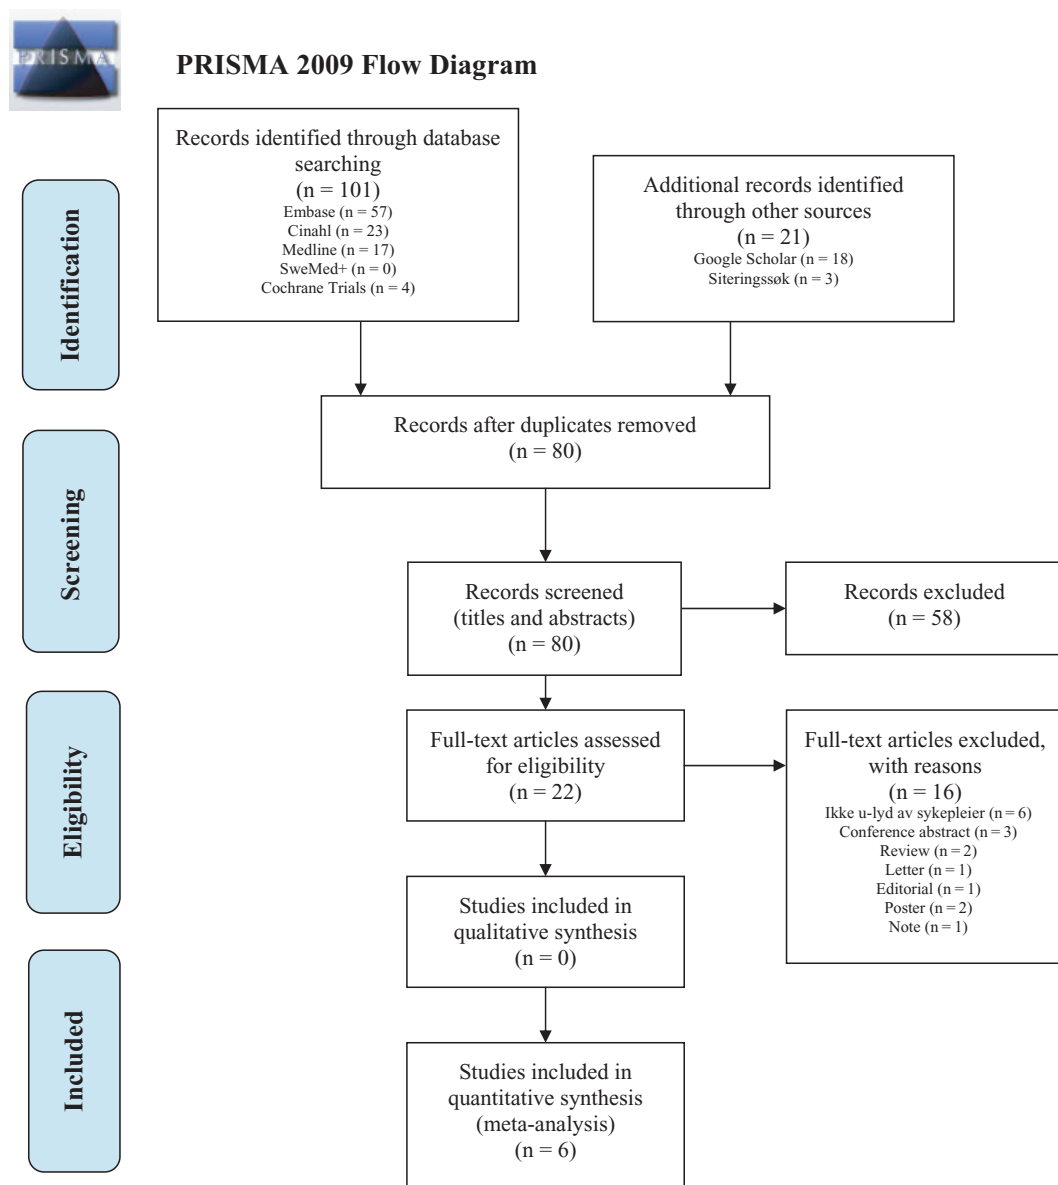 PRISMA
PRISMA 2009 Flow Diagram
Identification
Records identified through database
searching
(n = 101)
Embase (n = 57)
Cinahl (n = 23)
Medline (n = 17)
SweMed+ (n = 0)
Cochrane Trials (n = 4)
Additional records identified
through other sources
(n = 21)
Google Scholar (n = 18)
Siteringssøk (n = 3)
Records after duplicates removed
(n = 80)
Screening
Records screened
(titles and abstracts)
(n = 80)
Records excluded
(n = 58)
Eligibility
Full-text articles assessed
for eligibility
(n = 22)
Full-text articles excluded,
with reasons
(n = 16)
Ikke u-lyd av sykepleier (n = 6)
Conference abstract (n = 3)
Review (n = 2)
Letter (n = 1)
Editorial (n = 1)
Poster (n = 2)
Note (n = 1)
Studies included in
qualitative synthesis
(n = 0)
Included
Studies included in
quantitative synthesis
(meta-analysis)
(n = 6)